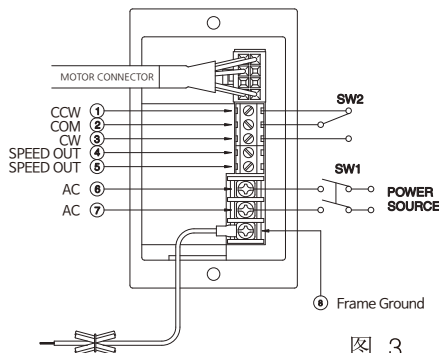 MOTOR CONNECTOR
CCW ①
COM ②
CW ③
SPEED OUT ④
SPEED OUT ⑤
AC ⑥
AC ⑦
SW2
SW1
POWER
SOURCE
⑧ Frame Ground
图 3